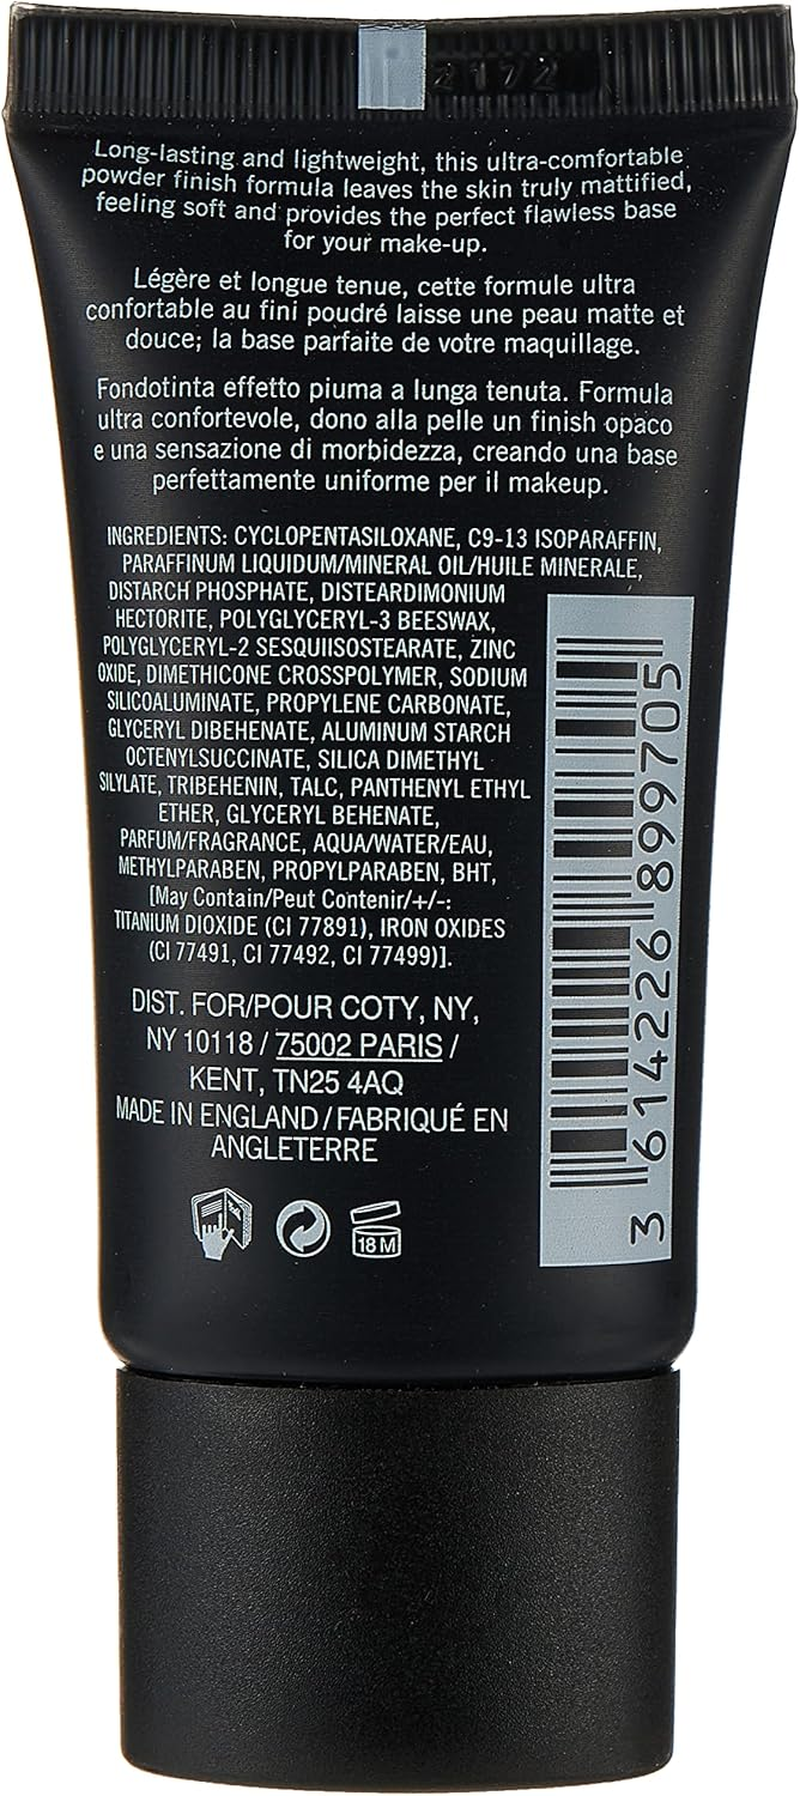 2172
Long-lasting and lightweight, this ultra-comfortable
powder finish formula leaves the skin truly mattified,
feeling soft and provides the perfect flawless base
for your make-up.
Légère et longue tenue, cette formule ultra
confortable au fini poudré laisse une peau matte et
douce; la base parfaite de votre maquillage.
Fondotinta effetto piuma a lunga tenuta. Formula
ultra confortevole, dono alla pelle un finish opaco
e una sensazione di morbidezza, creando una base
perfettamente uniforme per il makeup.
INGREDIENTS: CYCLOPENTASILOXANE, C9-13 ISOPARAFFIN,
PARAFFINUM LIQUIDUM/MINERAL OIL/HUILE MINERALE,
DISTARCH PHOSPHATE, DISTEARDIMONIUM
HECTORITE, POLYGLYCERYL-3 BEESWAX,
POLYGLYCERYL-2 SESQUIISOSTEARATE, ZINC
OXIDE, DIMETHICONE CROSSPOLYMER, SODIUM
SILICOALUMINATE, PROPYLENE CARBONATE,
GLYCERYL DIBEHENATE, ALUMINUM STARCH
OCTENYLSUCCINATE, SILICA DIMETHYL
SILYLATE, TRIBEHENIN, TALC, PANTHENYL ETHYL
ETHER, GLYCERYL BEHENATE,
PARFUM/FRAGRANCE, AQUA/WATER/EAU,
METHYLPARABEN, PROPYLPARABEN, BHT,
[May Contain/Peut Contenir/+/-:
TITANIUM DIOXIDE (CI 77891), IRON OXIDES
(CI 77491, CI 77492, CI 77499)].
DIST. FOR/POUR COTY, NY,
NY 10118 / 75002 PARIS /
KENT, TN25 4AQ
MADE IN ENGLAND / FABRIQUÉ EN
ANGLETERRE
18 M
3 614226 899705